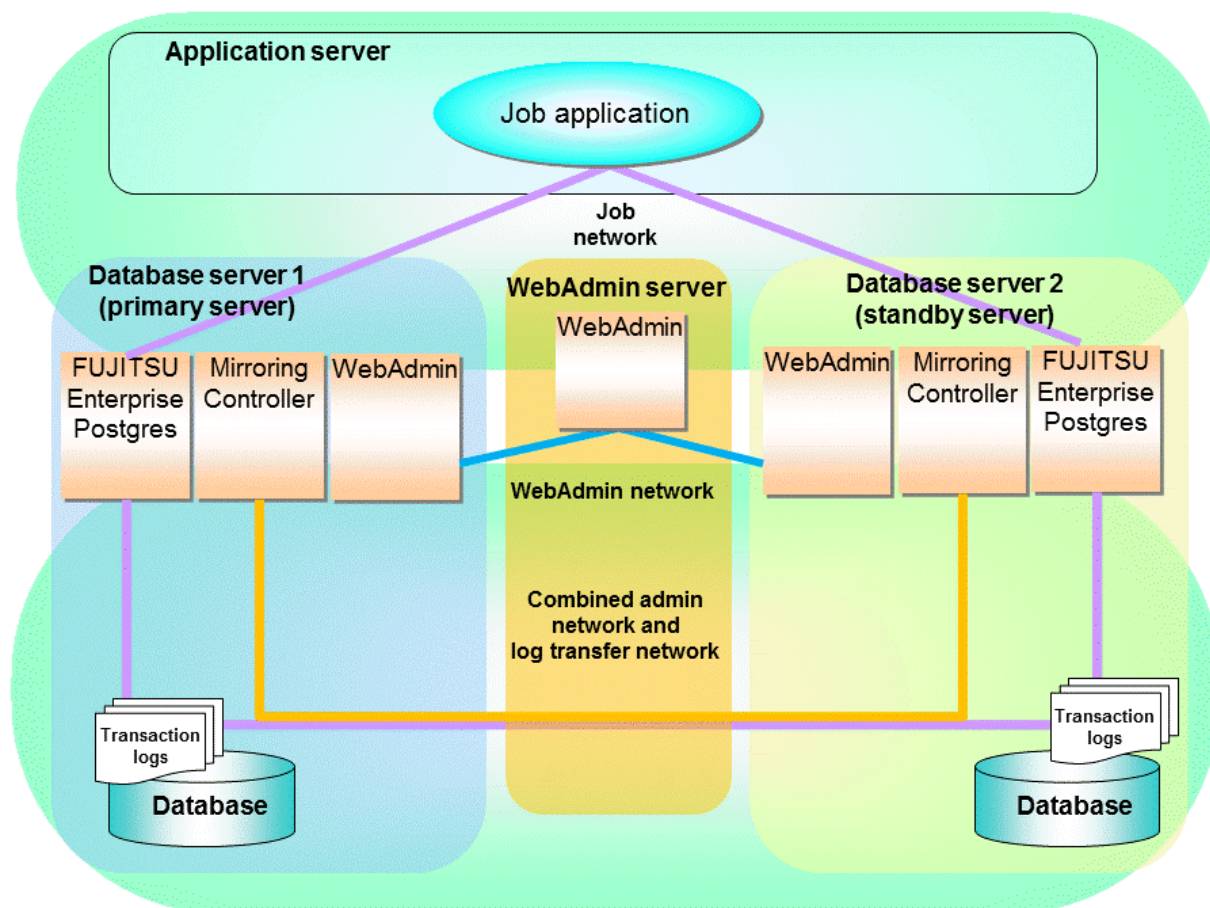 Application server
Job application
Job
network
Database server 1
(primary server)
WebAdmin server
Database server 2
(standby server)
FUJITSU
Enterprise
Postgres
Mirroring
Controller
WebAdmin
WebAdmin
WebAdmin
Mirroring
Controller
FUJITSU
Enterprise
Postgres
WebAdmin network
Combined admin
network and
log transfer network
Transaction
logs
Database
Transaction
logs
Database